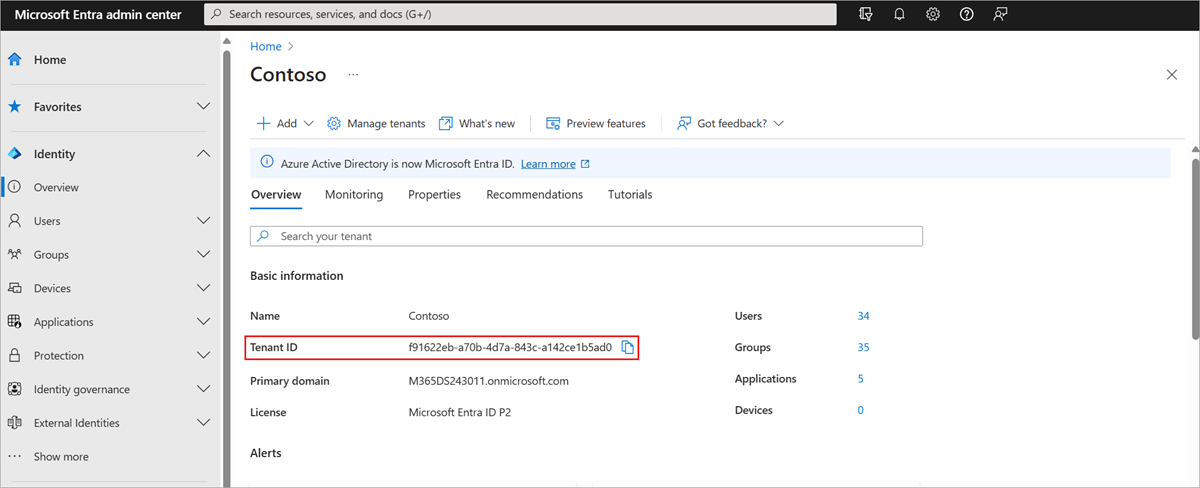 Microsoft Entra admin center
Search resources, services, and docs (G+/)
Home
Favorites
Identity
Overview
Users
Groups
Devices
Applications
Protection
Identity governance
External Identities
Show more
Home
Contoso
Add
Manage tenants
What's new
Preview features
Got feedback?
Azure Active Directory is now Microsoft Entra ID. Learn more
Overview
Monitoring
Properties
Recommendations
Tutorials
Search your tenant
Basic information
Name Contoso
Tenant ID f91622eb-a70b-4d7a-843c-a142ce1b5ad0
Primary domain M365DS243011.onmicrosoft.com
License Microsoft Entra ID P2
Users 34
Groups 35
Applications 5
Devices 0
Alerts